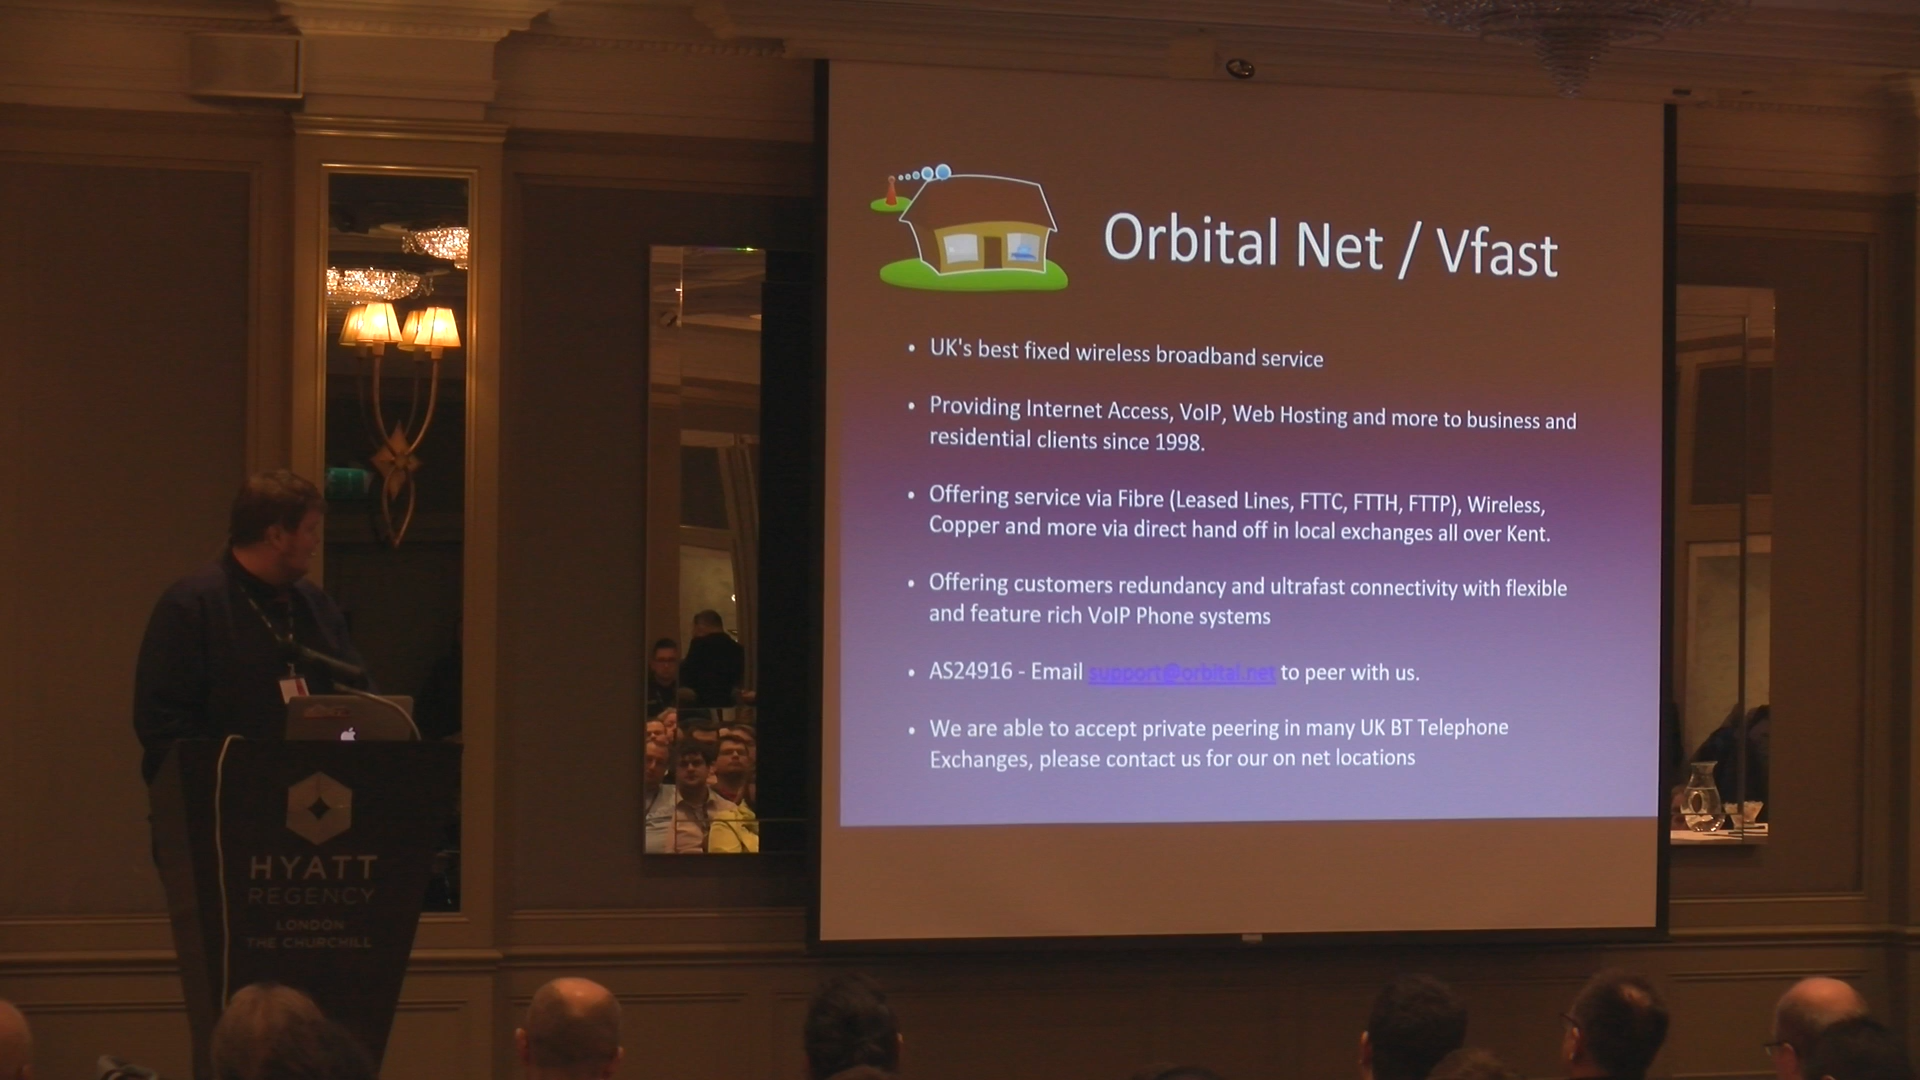 Orbital Net / Vfast
• UK's best fixed wireless broadband service
• Providing Internet Access, VoIP, Web Hosting and more to business and
residential clients since 1998.
• Offering service via Fibre (Leased Lines, FTTC, FTTH, FTTP), Wireless,
Copper and more via direct hand off in local exchanges all over Kent.
• Offering customers redundancy and ultrafast connectivity with flexible
and feature rich VoIP Phone systems
• AS24916 - Email support@orbital.net to peer with us.
• We are able to accept private peering in many UK BT Telephone
Exchanges, please contact us for our on net locations
HYATT
REGENCY
LONDON
THE CHURCHILL